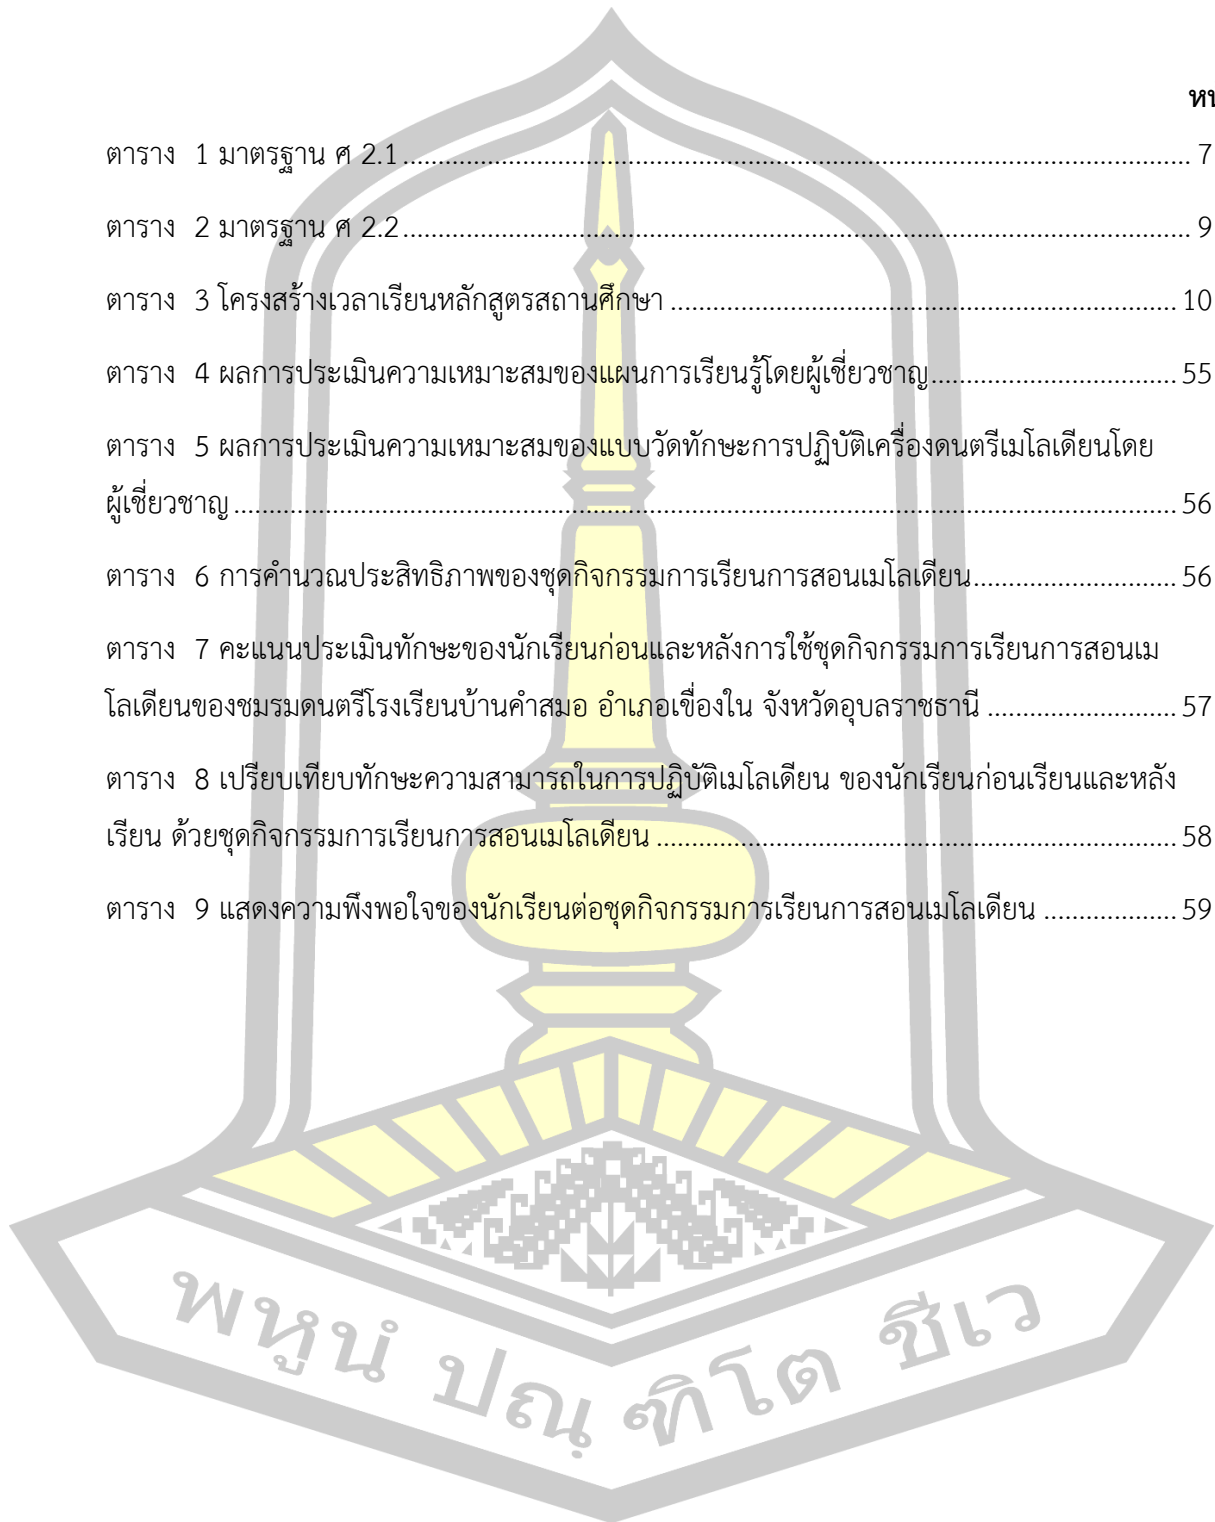 ตาราง 1 มาตรฐาน ศ 2.1 ........ 7
ตาราง 2 มาตรฐาน ศ 2.2 ........ 9
ตาราง 3 โครงสร้างเวลาเรียนหลักสูตรสถานศึกษา ........ 10
ตาราง 4 ผลการประเมินความเหมาะสมของแผนการเรียนรู้โดยผู้เชี่ยวชาญ ........ 55
ตาราง 5 ผลการประเมินความเหมาะสมของแบบวัดทักษะการปฏิบัติเครื่องดนตรีเมโลเดียนโดย
ผู้เชี่ยวชาญ ........ 56
ตาราง 6 การคำนวณประสิทธิภาพของชุดกิจกรรมการเรียนการสอนเมโลเดียน ........ 56
ตาราง 7 คะแนนประเมินทักษะของนักเรียนก่อนและหลังการใช้ชุดกิจกรรมการเรียนการสอนเม
โลเดียนของชมรมดนตรีโรงเรียนบ้านคำสมอ อำเภอเขื่องใน จังหวัดอุบลราชธานี ........ 57
ตาราง 8 เปรียบเทียบทักษะความสามารถในการปฏิบัติเมโลเดียน ของนักเรียนก่อนเรียนและหลัง
เรียน ด้วยชุดกิจกรรมการเรียนการสอนเมโลเดียน ........ 58
ตาราง 9 แสดงความพึงพอใจของนักเรียนต่อชุดกิจกรรมการเรียนการสอนเมโลเดียน ........ 59
พหูนํ ปณฺฑิโต ชีเว